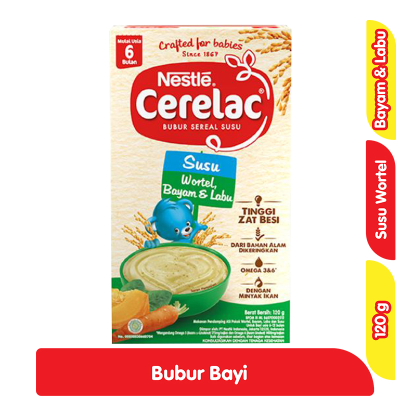 Mulai Usia
6
Bulan
Crafted for babies
Since 1867
Nestlé
Cerelac®
BUBUR SEREAL SUSU
Susu
Wortel,
Bayam & Labu
TINGGI
ZAT BESI
DARI BAHAN ALAM
DIKERINGKAN
OMEGA 3&6*
DENGAN
MINYAK IKAN
Berat Bersih: 120 g
Bayam & Labu
Susu Wortel
120 g
Bubur Bayi